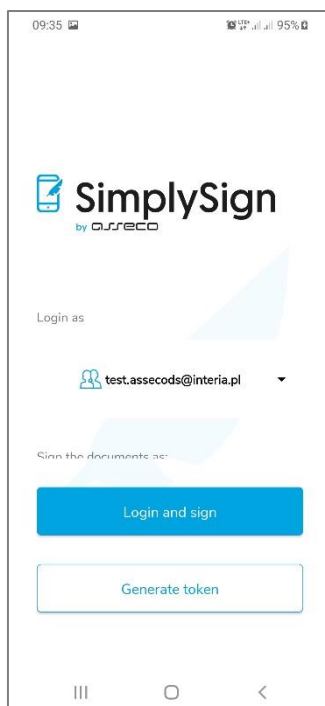 09:35 LTE+ 95%
SimplySign
by asseco
Login as
test.assecods@interia.pl
Sign the documents as:
Login and sign
Generate token